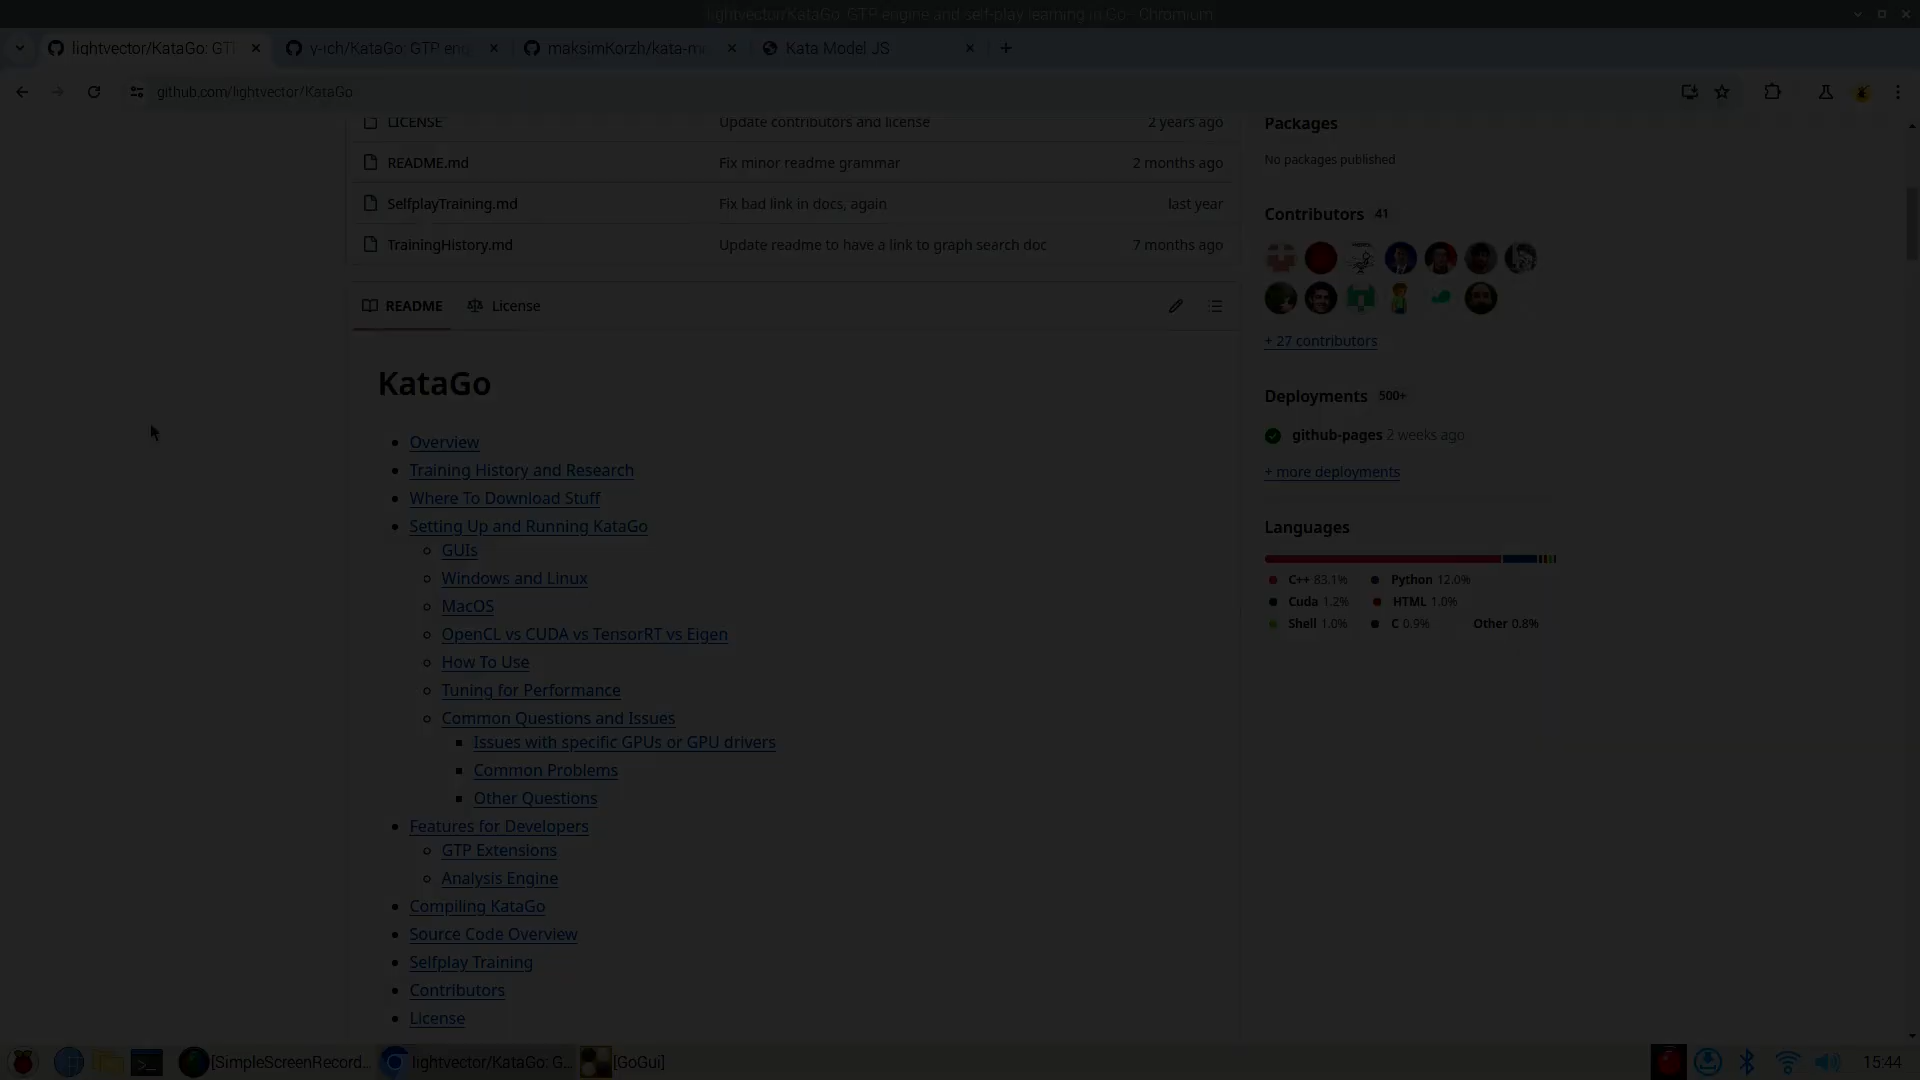 lightvector/KataGo: GTP engine and self-play learning in Go - Chromium
lightvector/KataGo: GT
y-ich/KataGo: GTP eng
maksimKorzh/kata-mo
Kata Model JS
github.com/lightvector/KataGo
LICENSE Update contributors and license 2 years ago
README.md Fix minor readme grammar 2 months ago
SelfplayTraining.md Fix bad link in docs, again last year
TrainingHistory.md Update readme to have a link to graph search doc 7 months ago
README License
KataGo
Overview
Training History and Research
Where To Download Stuff
Setting Up and Running KataGo
GUIs
Windows and Linux
MacOS
OpenCL vs CUDA vs TensorRT vs Eigen
How To Use
Tuning for Performance
Common Questions and Issues
Issues with specific GPUs or GPU drivers
Common Problems
Other Questions
Features for Developers
GTP Extensions
Analysis Engine
Compiling KataGo
Source Code Overview
Selfplay Training
Contributors
License
Packages
No packages published
Contributors 41
+ 27 contributors
Deployments 500+
github-pages 2 weeks ago
+ more deployments
Languages
C++ 83.1% Python 12.0%
Cuda 1.2% HTML 1.0%
Shell 1.0% C 0.9% Other 0.8%
[SimpleScreenRecord... lightvector/KataGo: G... [GoGui] 15:44